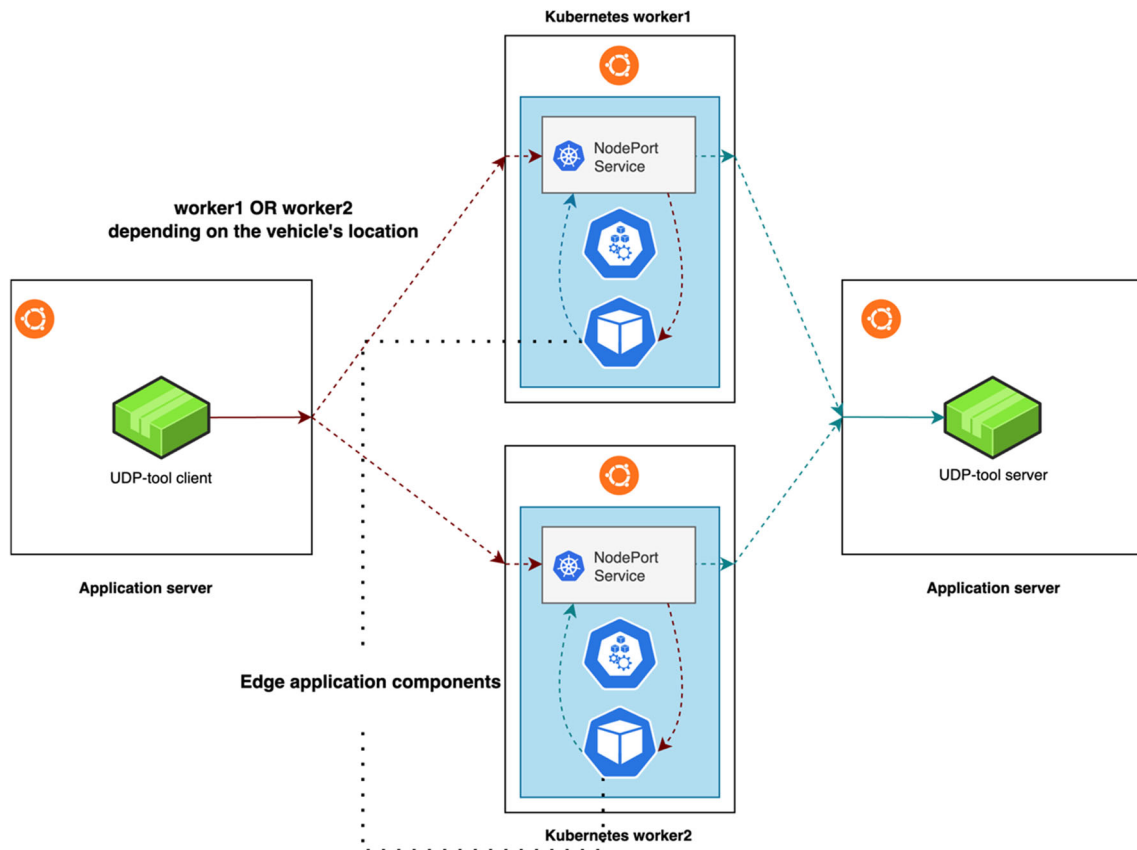 Kubernetes worker1
NodePort
Service
worker1 OR worker2
depending on the vehicle's location
UDP-tool client
UDP-tool server
NodePort
Service
Application server
Application server
Edge application components
Kubernetes worker2